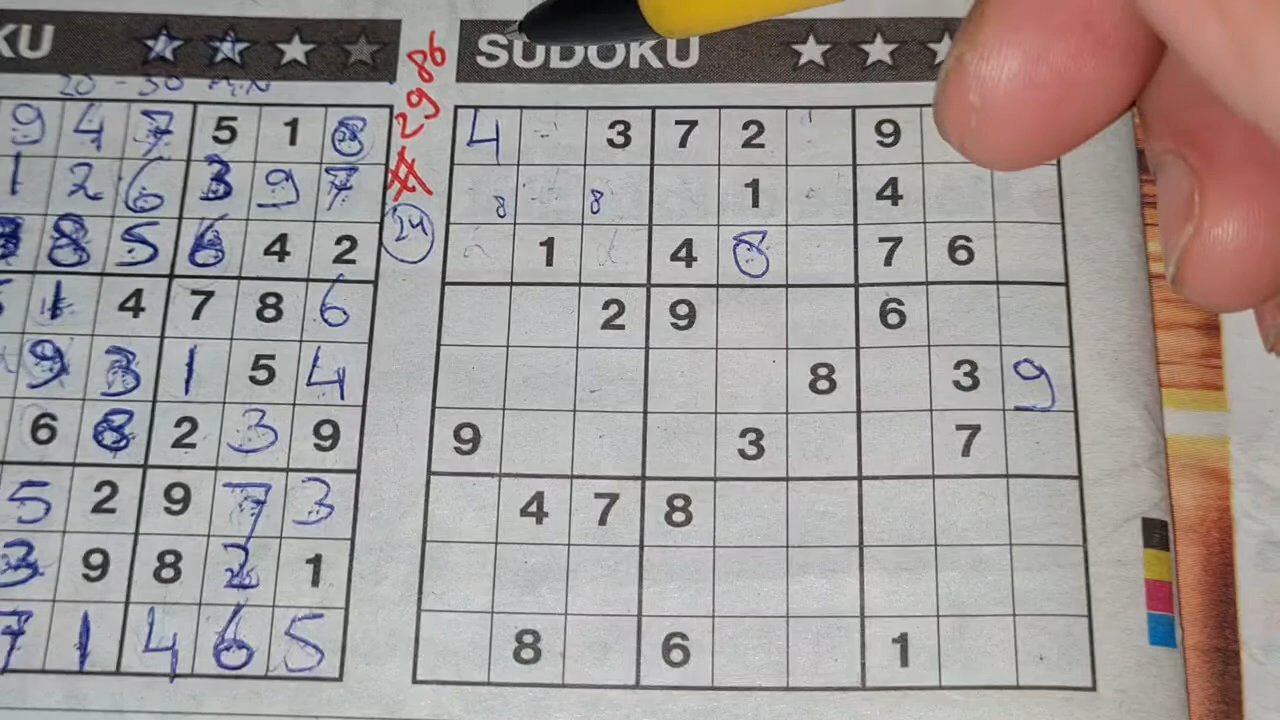 KU
SUDOKU
20 - 30 MIN
# 2986
24
9 4 7 5 1 8
1 2 6 3 9 7
8 5 6 4 2
1 4 7 8 6
9 3 1 5 4
6 8 2 3 9
5 2 9 7 3
3 9 8 2 1
7 1 4 6 5
4 3 7 2 9
8 8 1 4
1 4 8 7 6
2 9 6
8 3 9
9 3 7
4 7 8
8 6 1